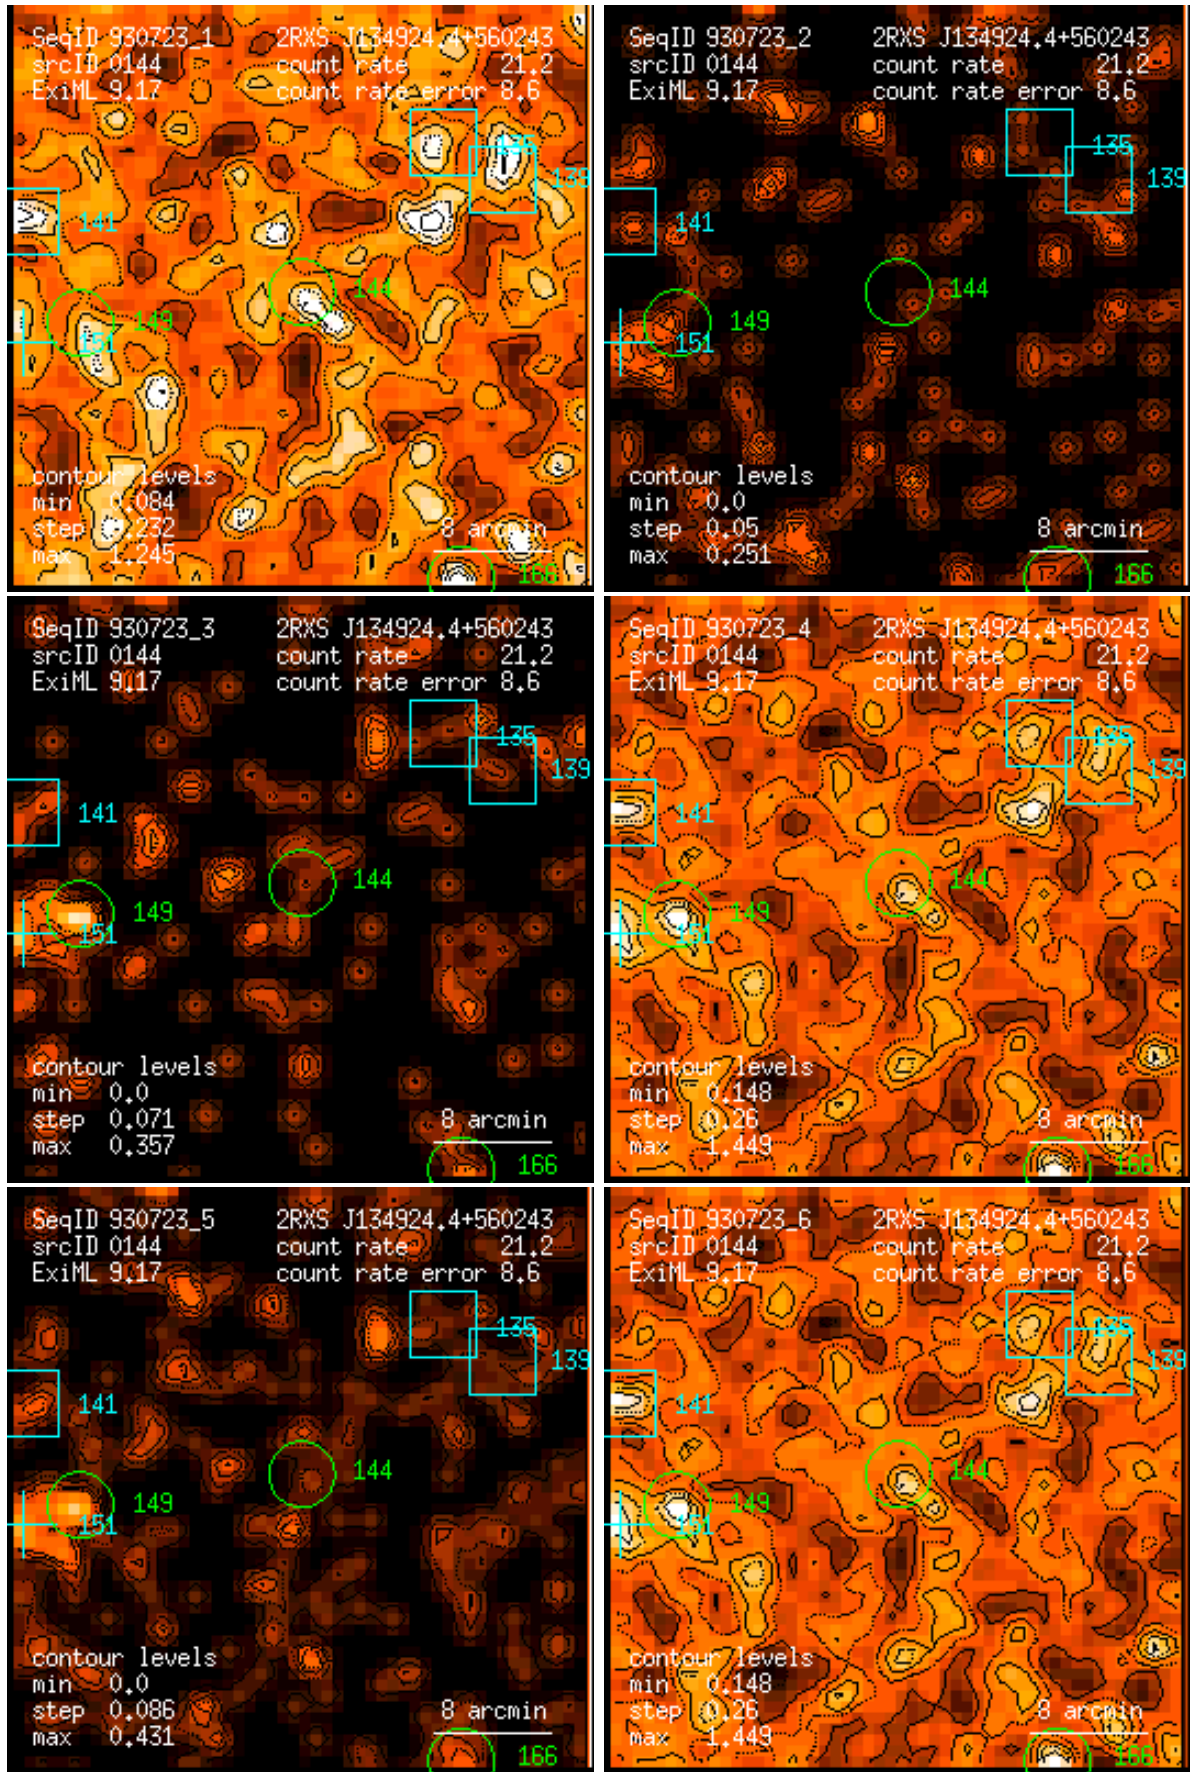 SeqID 930723_1 2RXS J134924.4+560243
srcID 0144 count rate 21.2
ExiML 9.17 count rate error 8.6
135
139
141
144
149
151
contour levels
min 0.084
step 0.232 8 arcmin
max 1.245
166
SeqID 930723_2 2RXS J134924.4+560243
srcID 0144 count rate 21.2
ExiML 9.17 count rate error 8.6
135
139
141
144
149
151
contour levels
min 0.0
step 0.05 8 arcmin
max 0.251
166
SeqID 930723_3 2RXS J134924.4+560243
srcID 0144 count rate 21.2
ExiML 9.17 count rate error 8.6
135
139
141
144
149
151
contour levels
min 0.0
step 0.071 8 arcmin
max 0.357
166
SeqID 930723_4 2RXS J134924.4+560243
srcID 0144 count rate 21.2
ExiML 9.17 count rate error 8.6
135
139
141
144
149
151
contour levels
min 0.148
step 0.26 8 arcmin
max 1.449
166
SeqID 930723_5 2RXS J134924.4+560243
srcID 0144 count rate 21.2
ExiML 9.17 count rate error 8.6
135
139
141
144
149
151
contour levels
min 0.0
step 0.086 8 arcmin
max 0.431
166
SeqID 930723_6 2RXS J134924.4+560243
srcID 0144 count rate 21.2
ExiML 9.17 count rate error 8.6
135
139
141
144
149
151
contour levels
min 0.148
step 0.26 8 arcmin
max 1.449
166